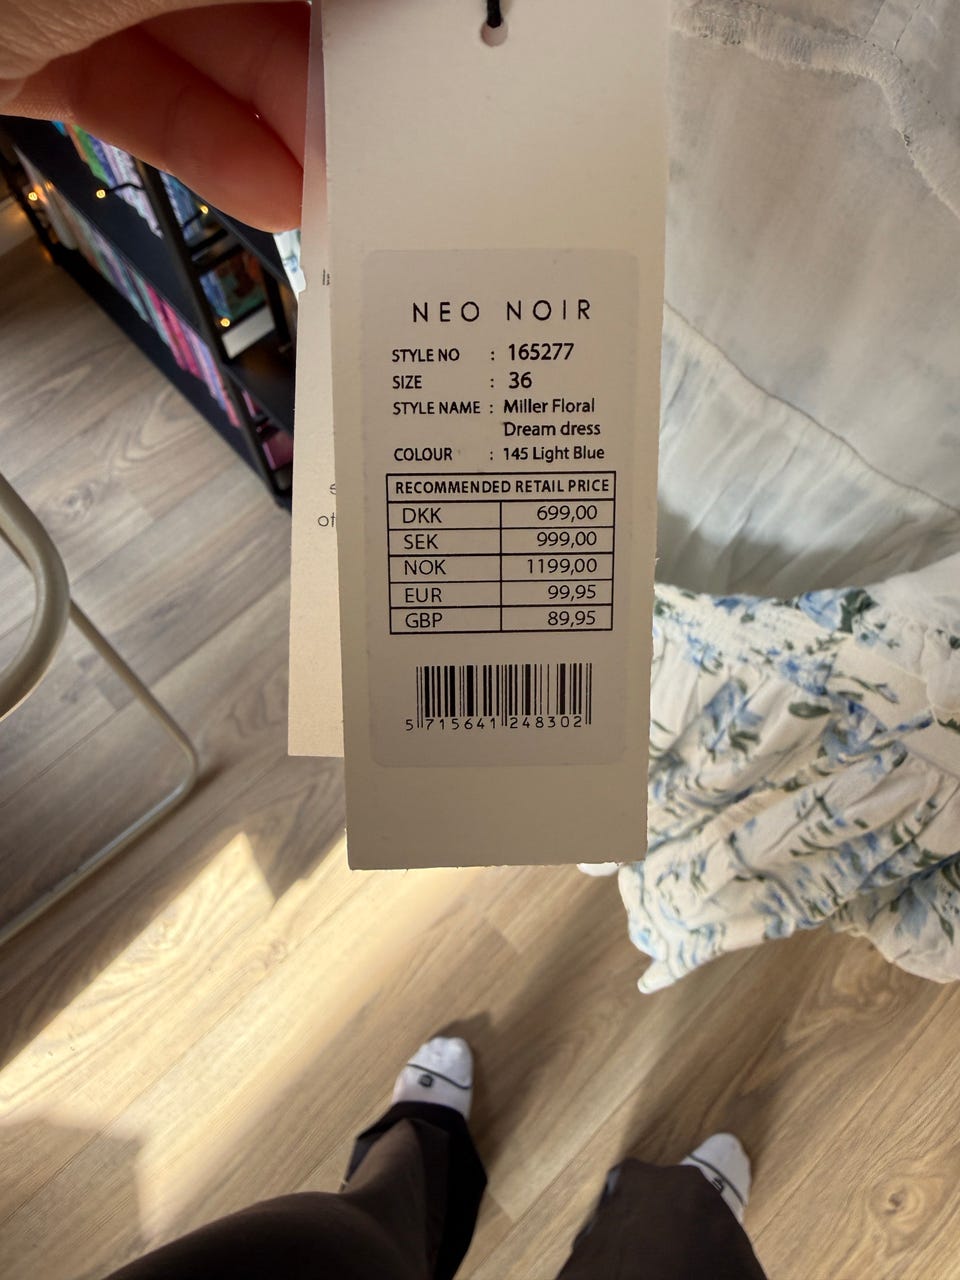 NEO NOIR
STYLE NO : 165277
SIZE : 36
STYLE NAME : Miller Floral
Dream dress
COLOUR : 145 Light Blue
RECOMMENDED RETAIL PRICE
DKK 699,00
SEK 999,00
NOK 1199,00
EUR 99,95
GBP 89,95
5 715641 248302